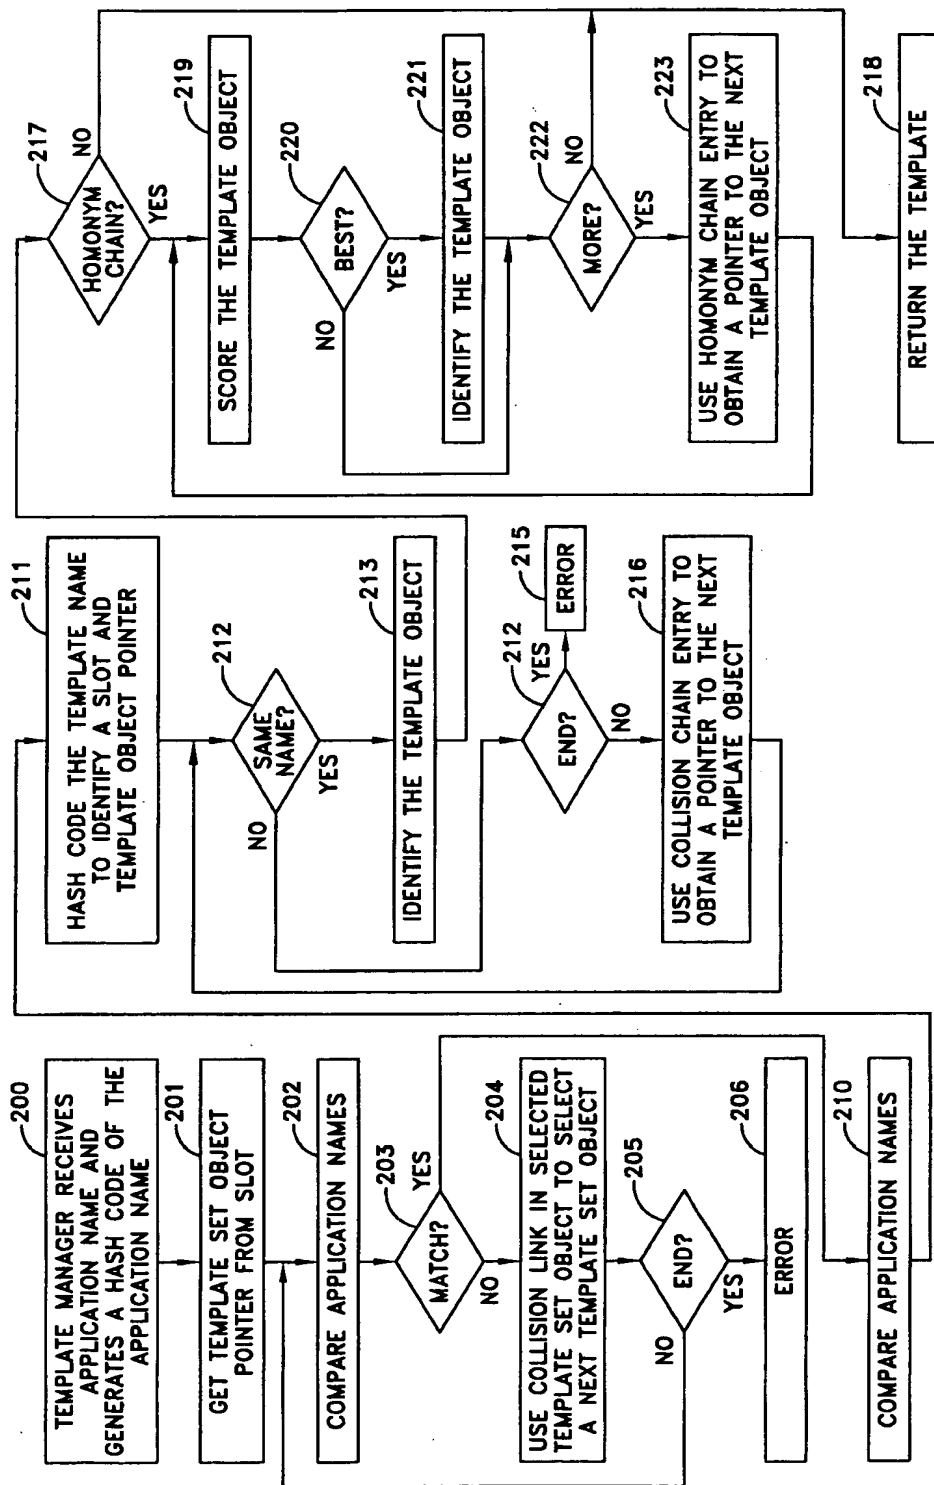 200
TEMPLATE MANAGER RECEIVES
APPLICATION NAME AND
GENERATES A HASH CODE OF THE
APPLICATION NAME
201
GET TEMPLATE SET OBJECT
POINTER FROM SLOT
202
COMPARE APPLICATION NAMES
203
MATCH?
YES
NO
204
USE COLLISION LINK IN SELECTED
TEMPLATE SET OBJECT TO SELECT
A NEXT TEMPLATE SET OBJECT
205
END?
NO
YES
206
ERROR
210
COMPARE APPLICATION NAMES
211
HASH CODE THE TEMPLATE NAME
TO IDENTIFY A SLOT AND
TEMPLATE OBJECT POINTER
212
SAME
NAME?
NO
YES
213
IDENTIFY THE TEMPLATE OBJECT
212
END?
YES
215
ERROR
NO
216
USE COLLISION CHAIN ENTRY TO
OBTAIN A POINTER TO THE NEXT
TEMPLATE OBJECT
217
HOMONYM
CHAIN?
NO
YES
219
SCORE THE TEMPLATE OBJECT
220
BEST?
NO
YES
221
IDENTIFY THE TEMPLATE OBJECT
222
MORE?
NO
YES
223
USE HOMONYM CHAIN ENTRY TO
OBTAIN A POINTER TO THE NEXT
TEMPLATE OBJECT
218
RETURN THE TEMPLATE